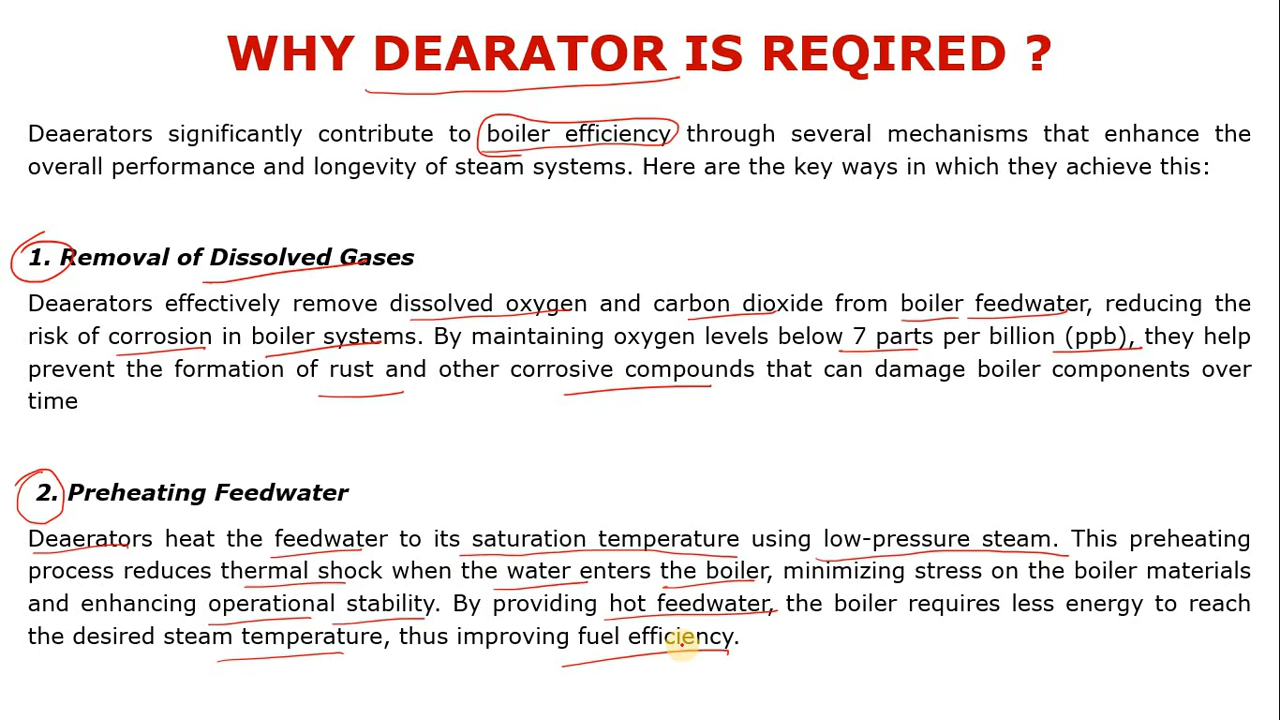 WHY DEARATOR IS REQIRED ?
Deaerators significantly contribute to boiler efficiency through several mechanisms that enhance the
overall performance and longevity of steam systems. Here are the key ways in which they achieve this:
1. Removal of Dissolved Gases
Deaerators effectively remove dissolved oxygen and carbon dioxide from boiler feedwater, reducing the
risk of corrosion in boiler systems. By maintaining oxygen levels below 7 parts per billion (ppb), they help
prevent the formation of rust and other corrosive compounds that can damage boiler components over
time
2. Preheating Feedwater
Deaerators heat the feedwater to its saturation temperature using low-pressure steam. This preheating
process reduces thermal shock when the water enters the boiler, minimizing stress on the boiler materials
and enhancing operational stability. By providing hot feedwater, the boiler requires less energy to reach
the desired steam temperature, thus improving fuel efficiency.